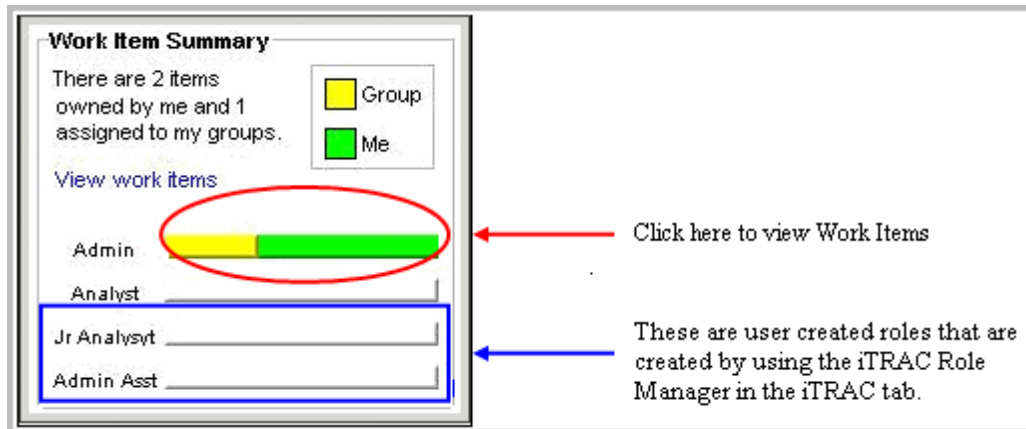 Work Item Summary
There are 2 items
owned by me and 1
assigned to my groups.
Group
Me
View work items
Admin
Click here to view Work Items
.
Analyst
Jr Analysyt
Admin Asst
These are user created roles that are
created by using the iTRAC Role
Manager in the iTRAC tab.